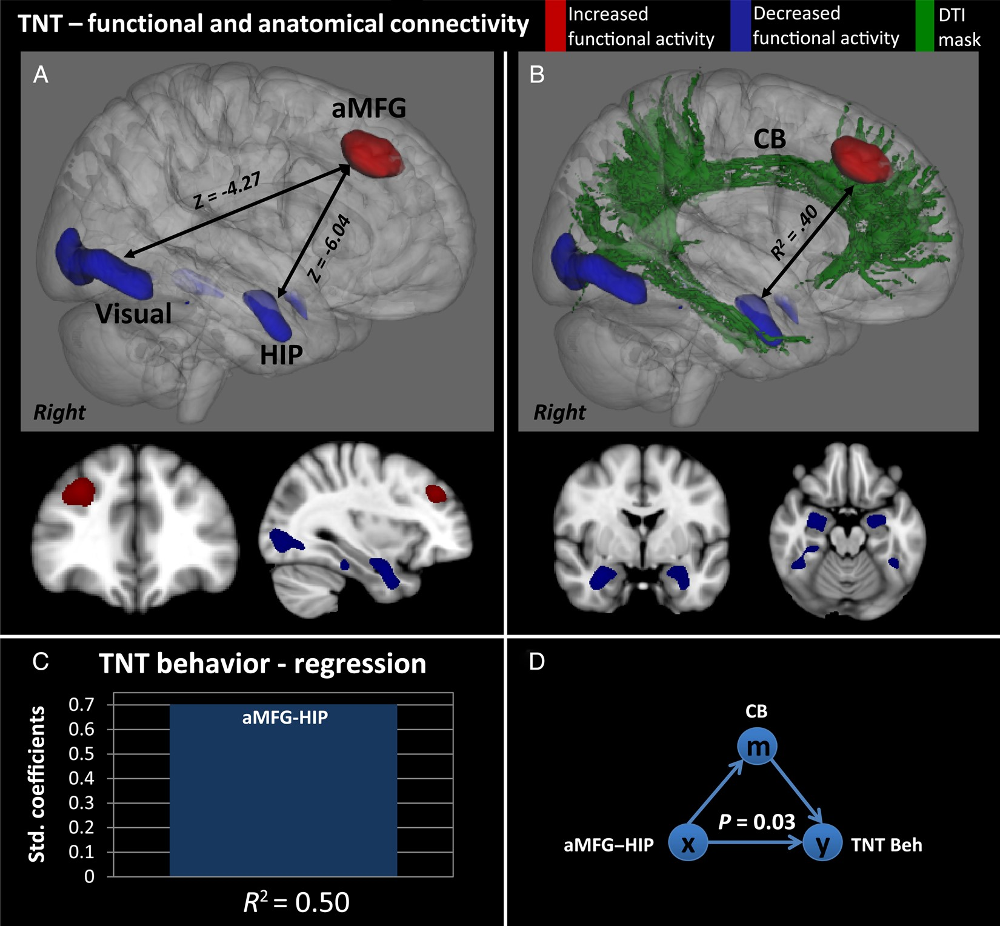 TNT – functional and anatomical connectivity
Increased
functional activity
Decreased
functional activity
DTI
mask
A
aMFG
Z = -4.27
Z = -6.04
Visual
HIP
Right
B
CB
R² = .40
Right
C
TNT behavior - regression
Std. coefficients
0.7
0.6
0.5
0.4
0.3
0.2
0.1
0
aMFG-HIP
R² = 0.50
D
CB
m
P = 0.03
aMFG–HIP
x
y
TNT Beh